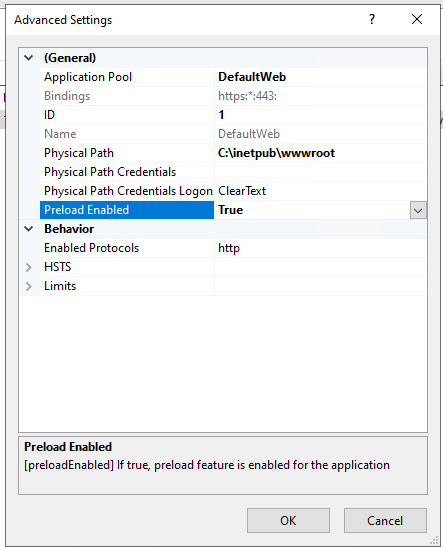 Advanced Settings
(General)
Application Pool DefaultWeb
Bindings https:*:443:
ID 1
Name DefaultWeb
Physical Path C:\inetpub\wwwroot
Physical Path Credentials
Physical Path Credentials Logon ClearText
Preload Enabled True
Behavior
Enabled Protocols http
HSTS
Limits
Preload Enabled
[preloadEnabled] If true, preload feature is enabled for the application
OK Cancel